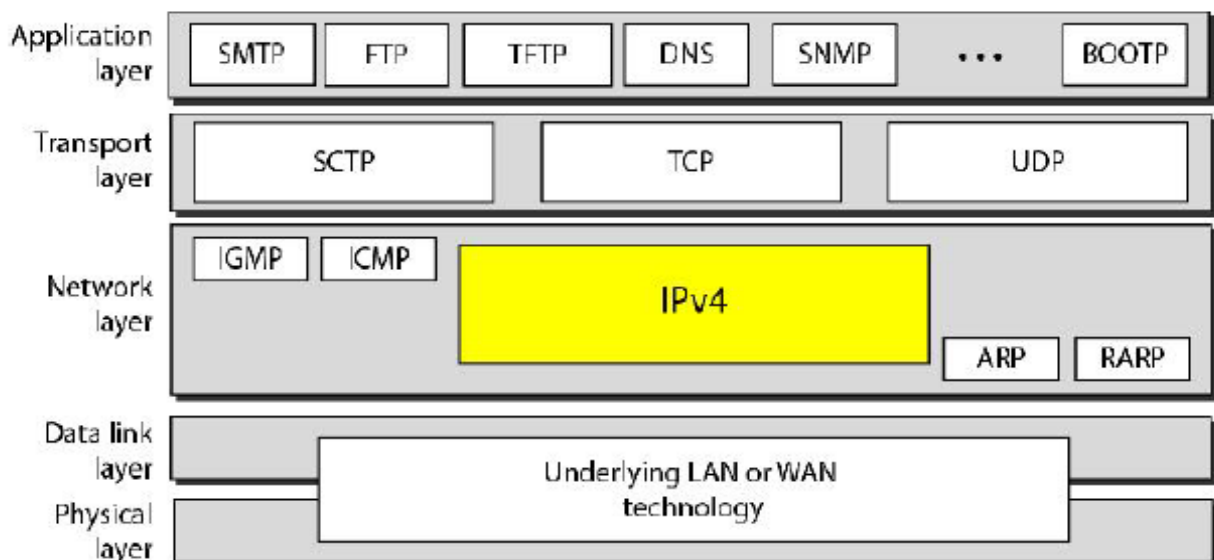 Application
layer
SMTP FTP TFTP DNS SNMP ••• BOOTP
Transport
layer
SCTP TCP UDP
Network
layer
IGMP ICMP
IPv4
ARP RARP
Data link
layer
Underlying LAN or WAN
technology
Physical
layer